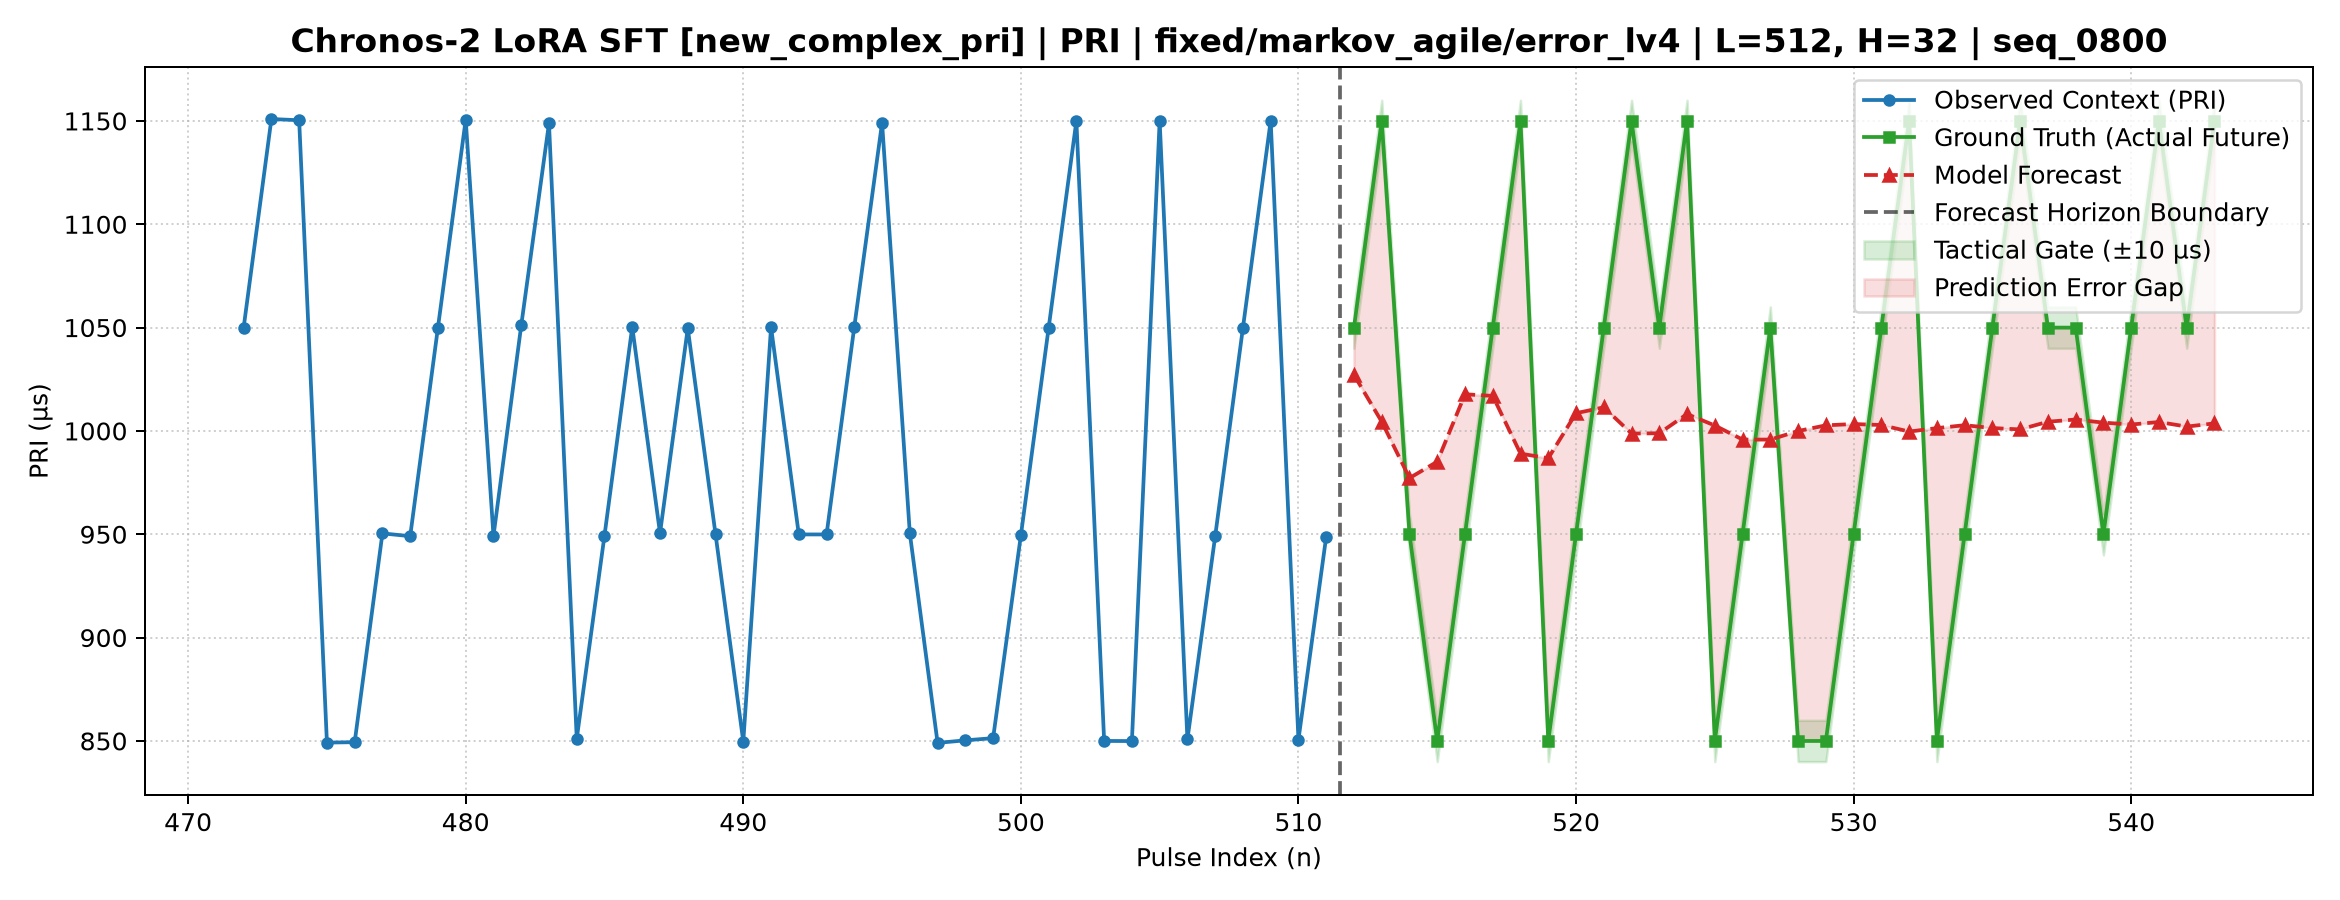 Chronos-2 LoRA SFT [new_complex_pri] | PRI | fixed/markov_agile/error_lv4 | L=512, H=32 | seq_0800
Observed Context (PRI)
Ground Truth (Actual Future)
Model Forecast
Forecast Horizon Boundary
Tactical Gate (±10 µs)
Prediction Error Gap
PRI (µs)
1150
1100
1050
1000
950
900
850
470
480
490
500
510
520
530
540
Pulse Index (n)